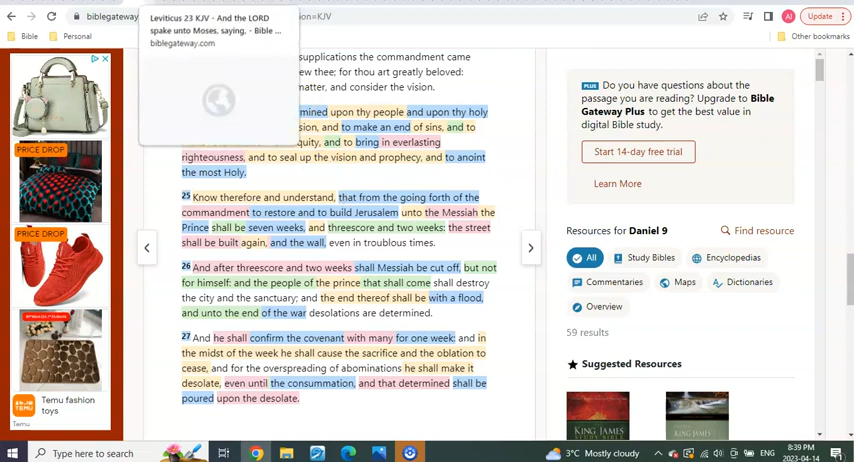 Leviticus 23 KJV - And the LORD
spake unto Moses, saying, - Bible ...
biblegateway.com
biblegatew
ion=KJV
Update
Bible
Personal
Other bookmarks
supplications the commandment came
ew thee; for thou art greatly beloved:
matter, and consider the vision.
rmined upon thy people and upon thy holy
sion, and to make an end of sins, and to
quity, and to bring in everlasting
righteousness, and to seal up the vision and prophecy, and to anoint
the most Holy.
25 Know therefore and understand, that from the going forth of the
commandment to restore and to build Jerusalem unto the Messiah the
Prince shall be seven weeks, and threescore and two weeks: the street
shall be built again, and the wall, even in troublous times.
26 And after threescore and two weeks shall Messiah be cut off, but not
for himself: and the people of the prince that shall come shall destroy
the city and the sanctuary; and the end thereof shall be with a flood,
and unto the end of the war desolations are determined.
27 And he shall confirm the covenant with many for one week: and in
the midst of the week he shall cause the sacrifice and the oblation to
cease, and for the overspreading of abominations he shall make it
desolate, even until the consummation, and that determined shall be
poured upon the desolate.
PRICE DROP
PRICE DROP
TEMU
Temu fashion
toys
Temu
PLUS Do you have questions about the
passage you are reading? Upgrade to Bible
Gateway Plus to get the best value in
digital Bible study.
Start 14-day free trial
Learn More
Resources for Daniel 9
Find resource
All
Study Bibles
Encyclopedias
Commentaries
Maps
Dictionaries
Overview
59 results
Suggested Resources
KING JAMES
STUDY BIBLE
KING JAMES
Type here to search
3°C Mostly cloudy
ENG
8:39 PM
2023-04-14